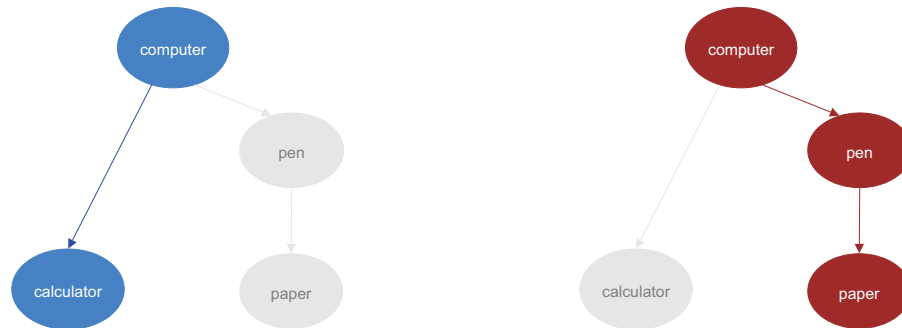 computer
pen
calculator
paper
computer
pen
calculator
paper